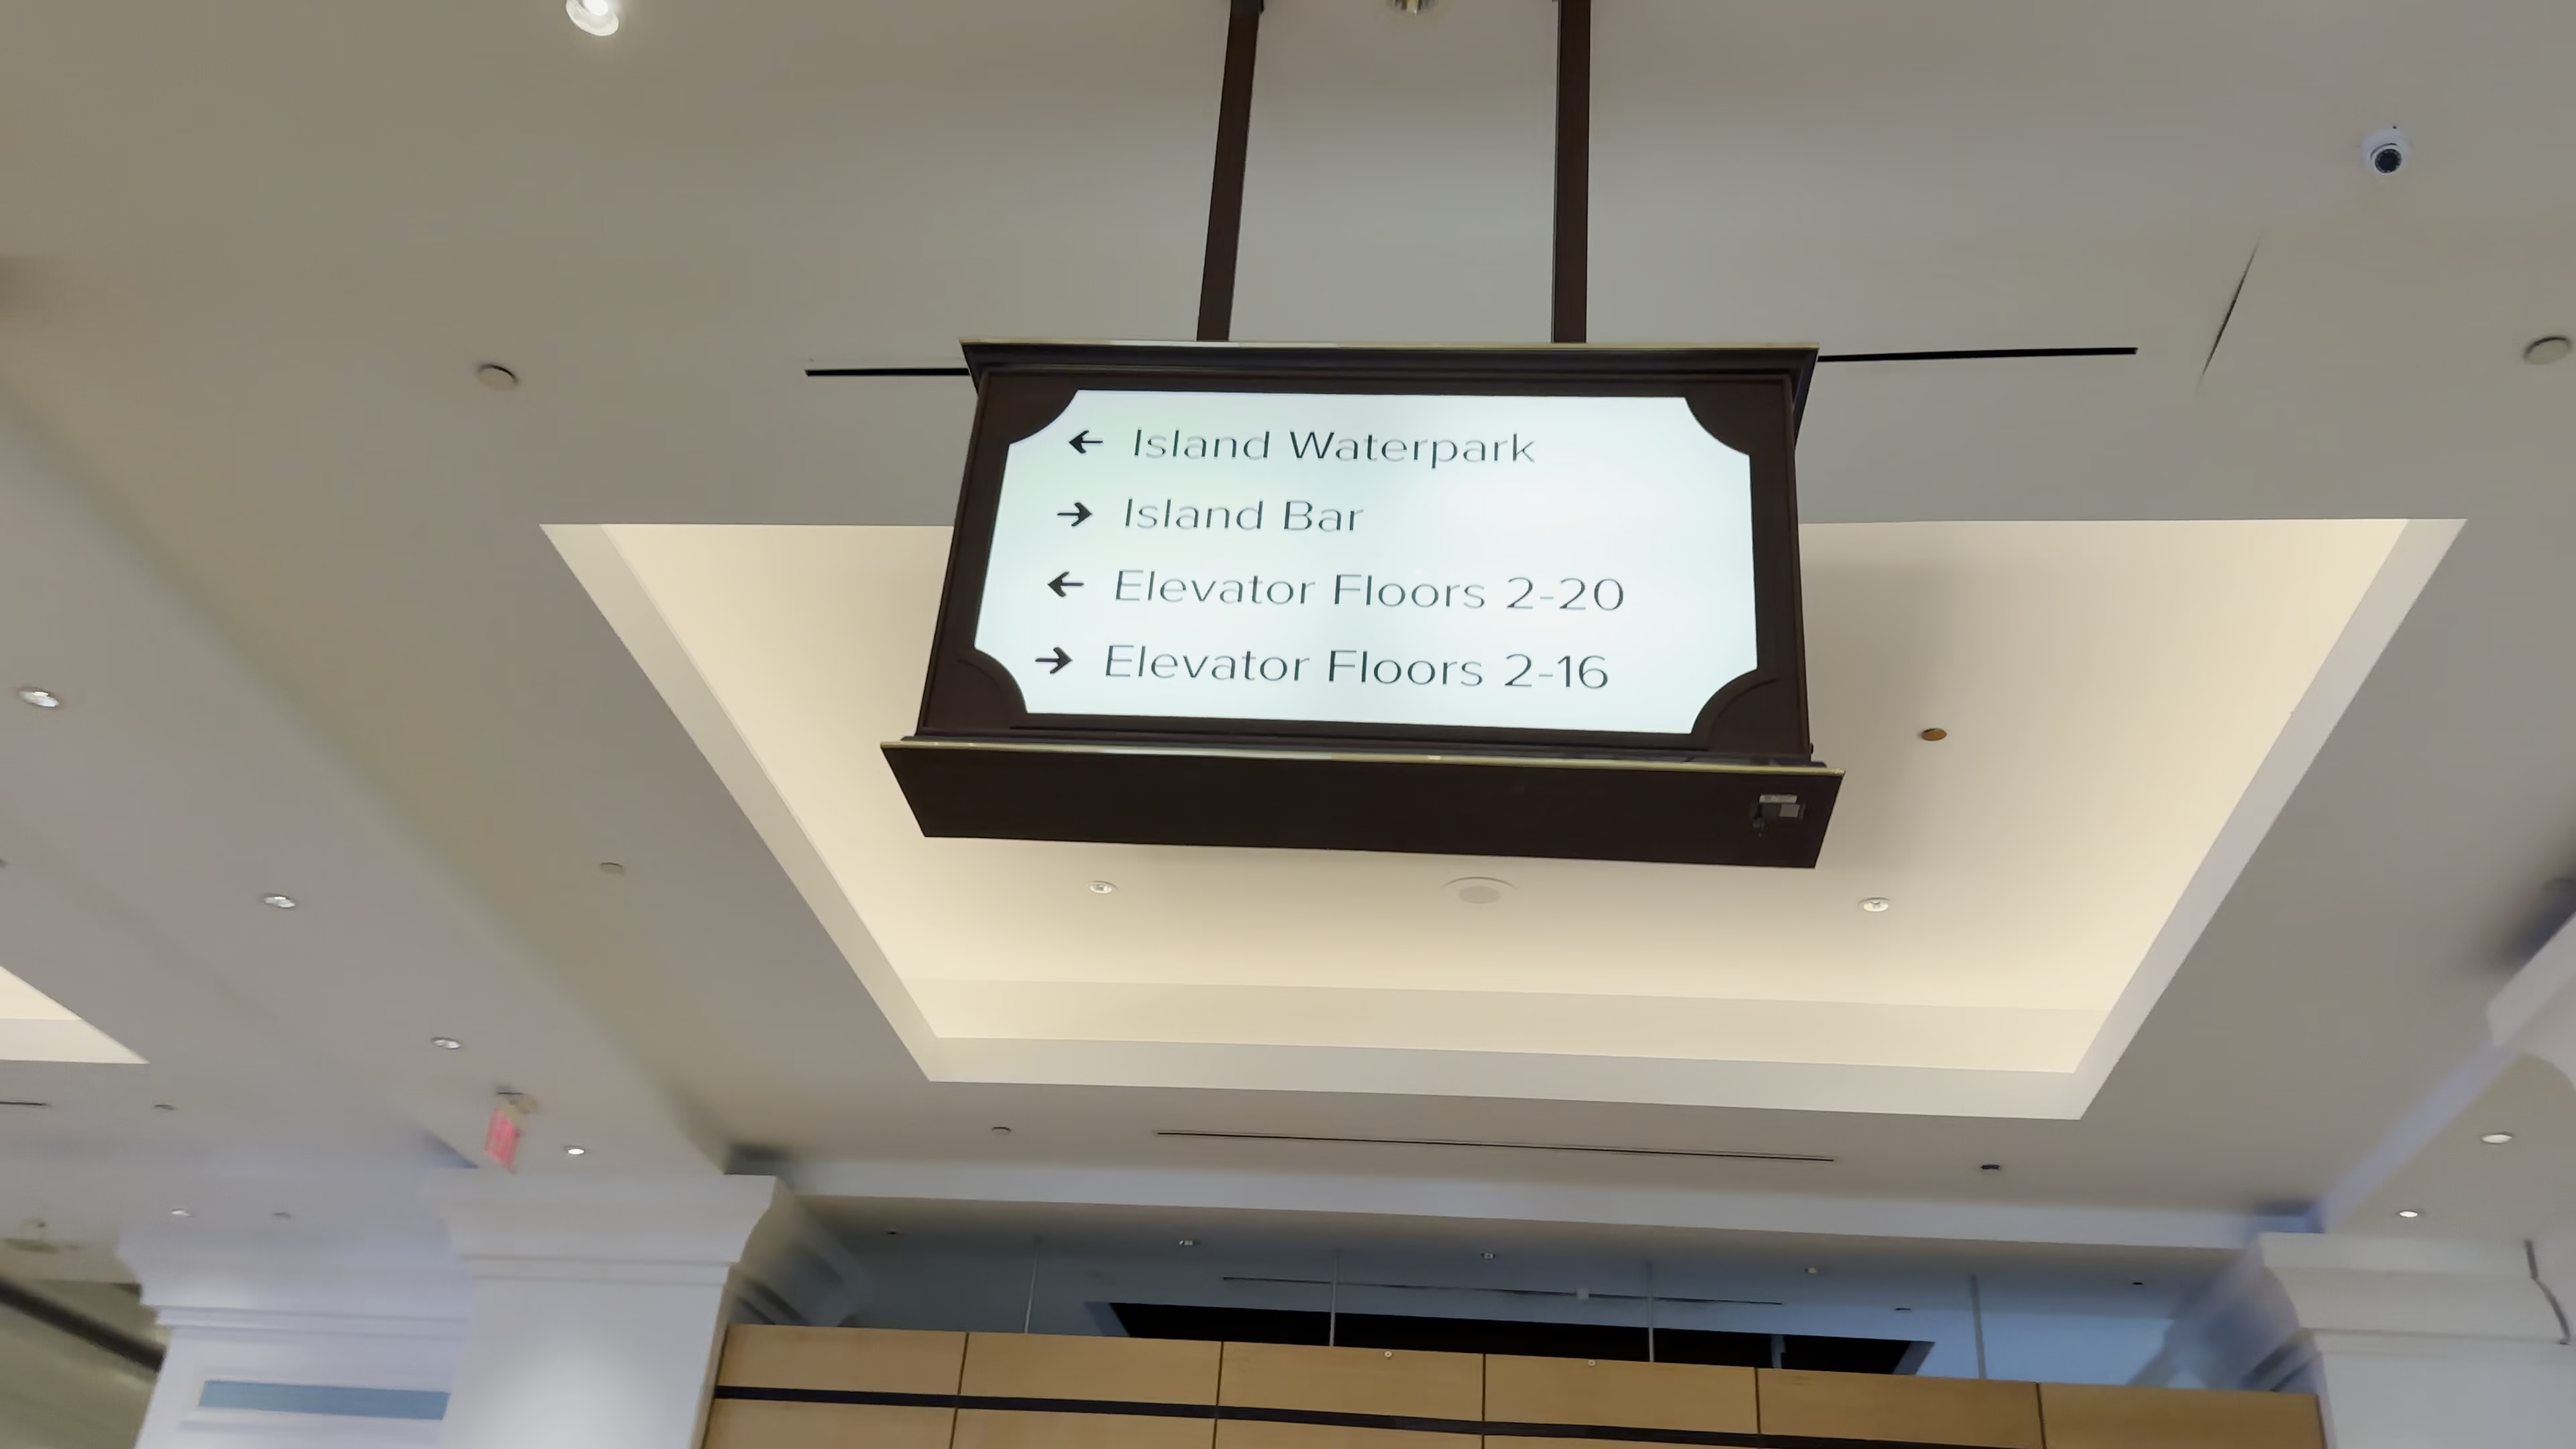 ← Island Waterpark
→ Island Bar
← Elevator Floors 2-20
→ Elevator Floors 2-16